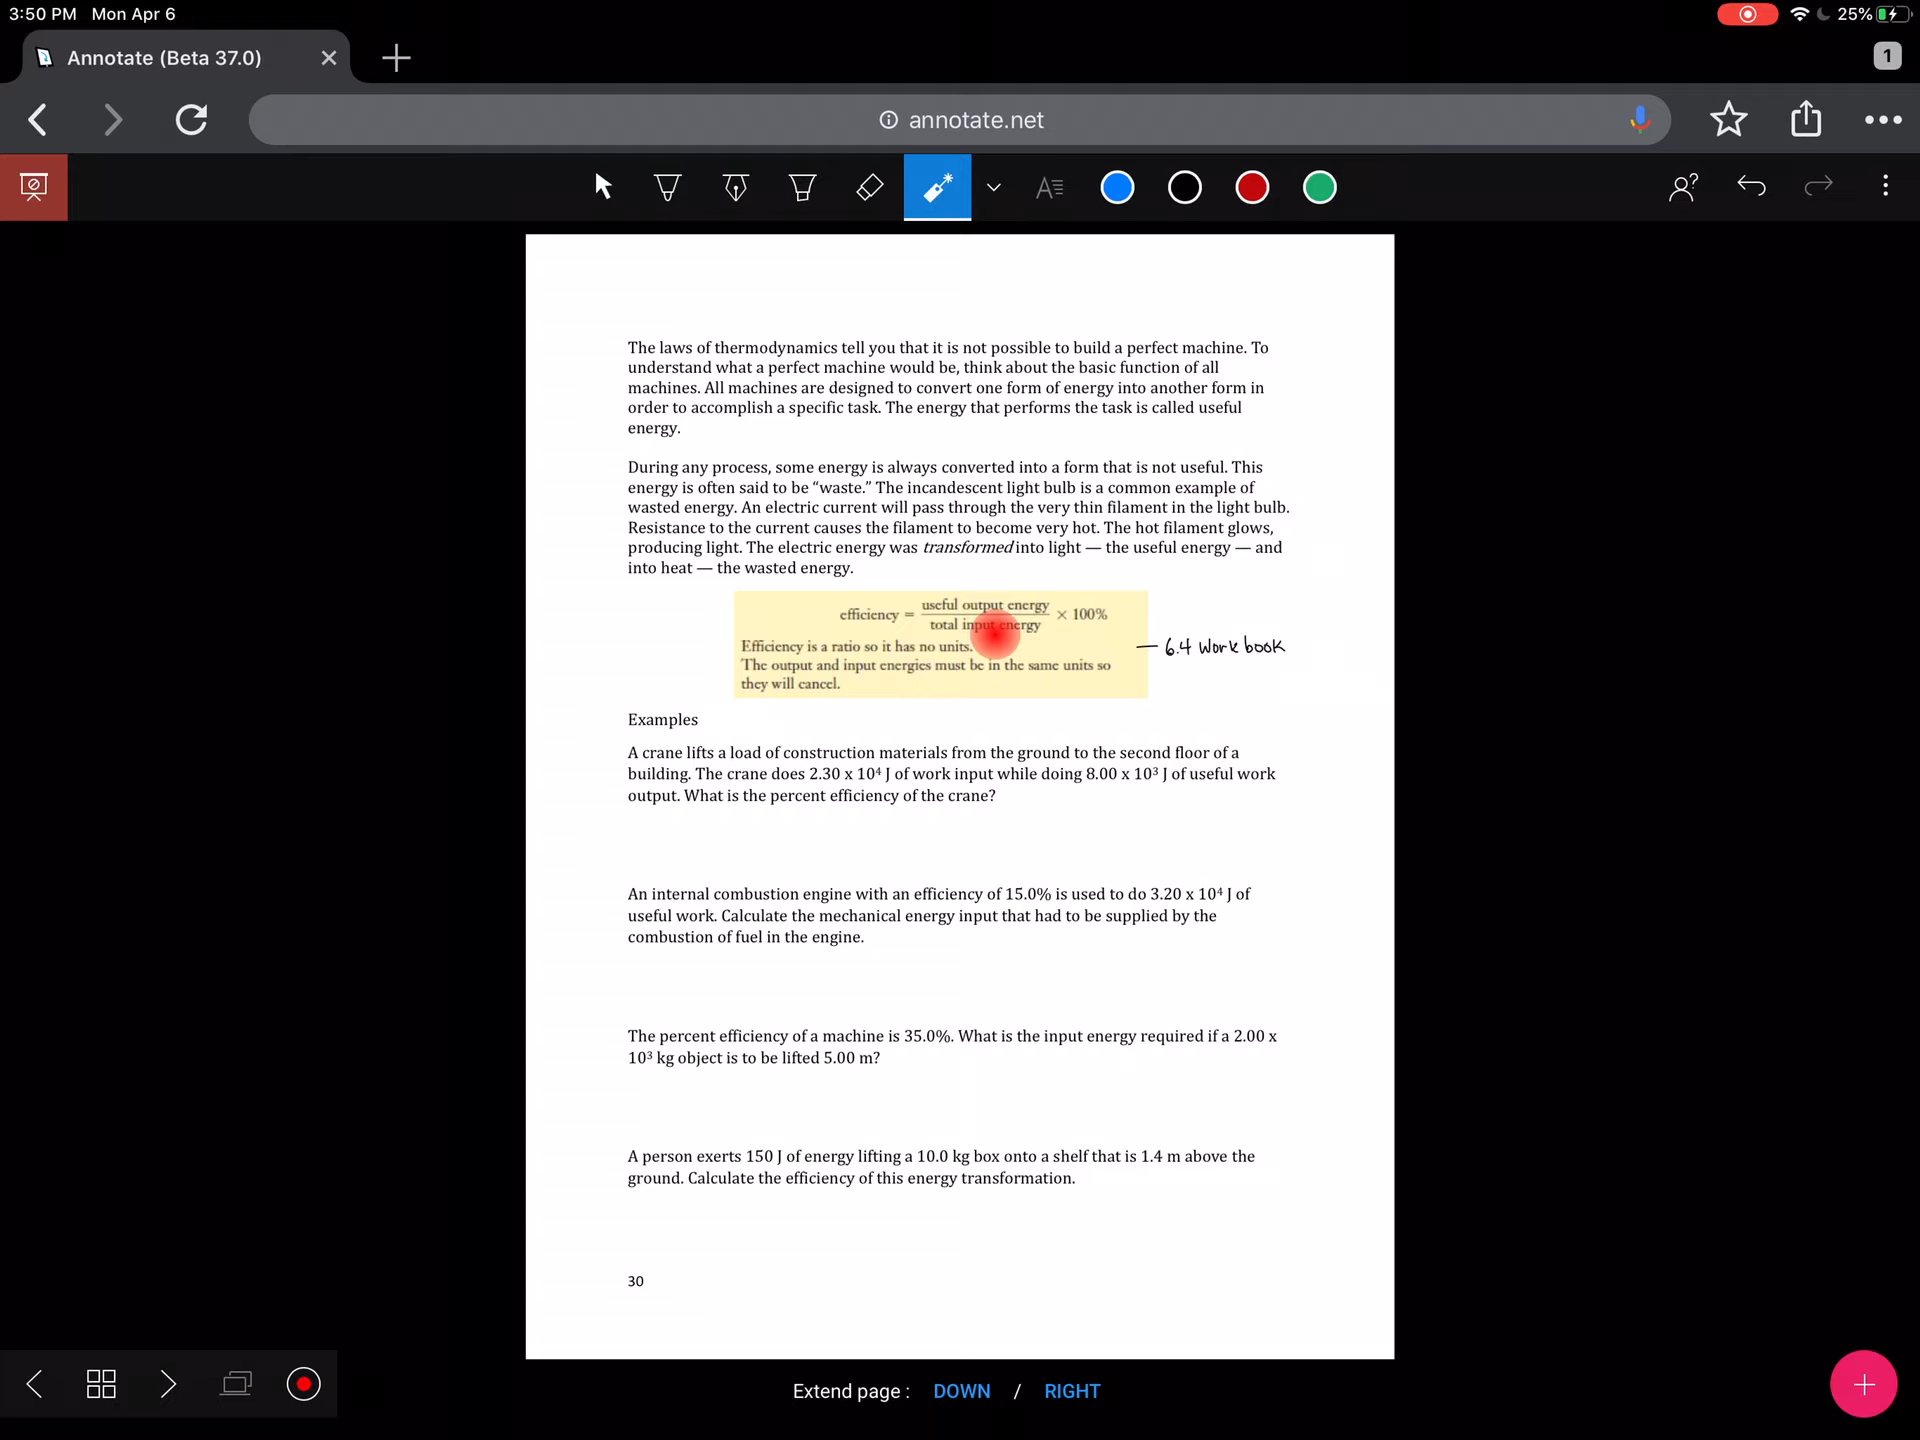 3:50 PM Mon Apr 6
25%
Annotate (Beta 37.0)
1
annotate.net
The laws of thermodynamics tell you that it is not possible to build a perfect machine. To
understand what a perfect machine would be, think about the basic function of all
machines. All machines are designed to convert one form of energy into another form in
order to accomplish a specific task. The energy that performs the task is called useful
energy.
During any process, some energy is always converted into a form that is not useful. This
energy is often said to be “waste.” The incandescent light bulb is a common example of
wasted energy. An electric current will pass through the very thin filament in the light bulb.
Resistance to the current causes the filament to become very hot. The hot filament glows,
producing light. The electric energy was transformed into light — the useful energy — and
into heat — the wasted energy.
efficiency = useful output energy / total input energy × 100%
Efficiency is a ratio so it has no units.
The output and input energies must be in the same units so
they will cancel.
— 6.4 Workbook
Examples
A crane lifts a load of construction materials from the ground to the second floor of a
building. The crane does 2.30 x 10⁴ J of work input while doing 8.00 x 10³ J of useful work
output. What is the percent efficiency of the crane?
An internal combustion engine with an efficiency of 15.0% is used to do 3.20 x 10⁴ J of
useful work. Calculate the mechanical energy input that had to be supplied by the
combustion of fuel in the engine.
The percent efficiency of a machine is 35.0%. What is the input energy required if a 2.00 x
10³ kg object is to be lifted 5.00 m?
A person exerts 150 J of energy lifting a 10.0 kg box onto a shelf that is 1.4 m above the
ground. Calculate the efficiency of this energy transformation.
30
Extend page : DOWN / RIGHT